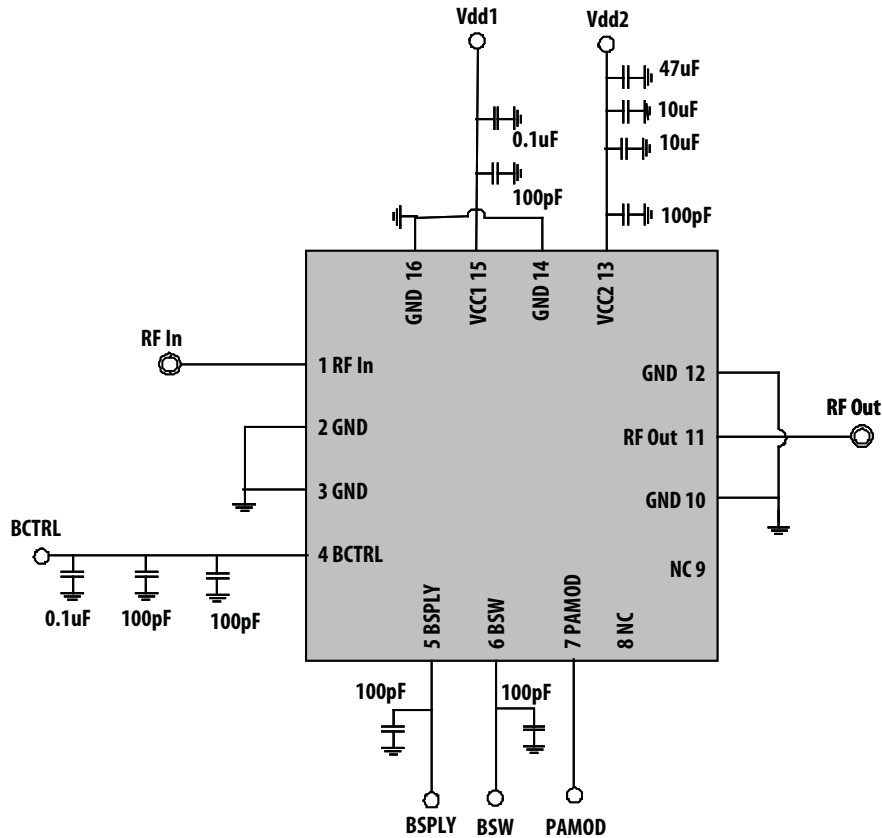 Vdd1
Vdd2
47uF
10uF
0.1uF
10uF
100pF
100pF
GND 16
VCC1 15
GND 14
VCC2 13
RF In
1 RF In
GND 12
RF Out
2 GND
RF Out 11
3 GND
GND 10
BCTRL
4 BCTRL
NC 9
0.1uF
100pF
100pF
5 BSPLY
6 BSW
7 PAMOD
8 NC
100pF
100pF
BSPLY
BSW
PAMOD